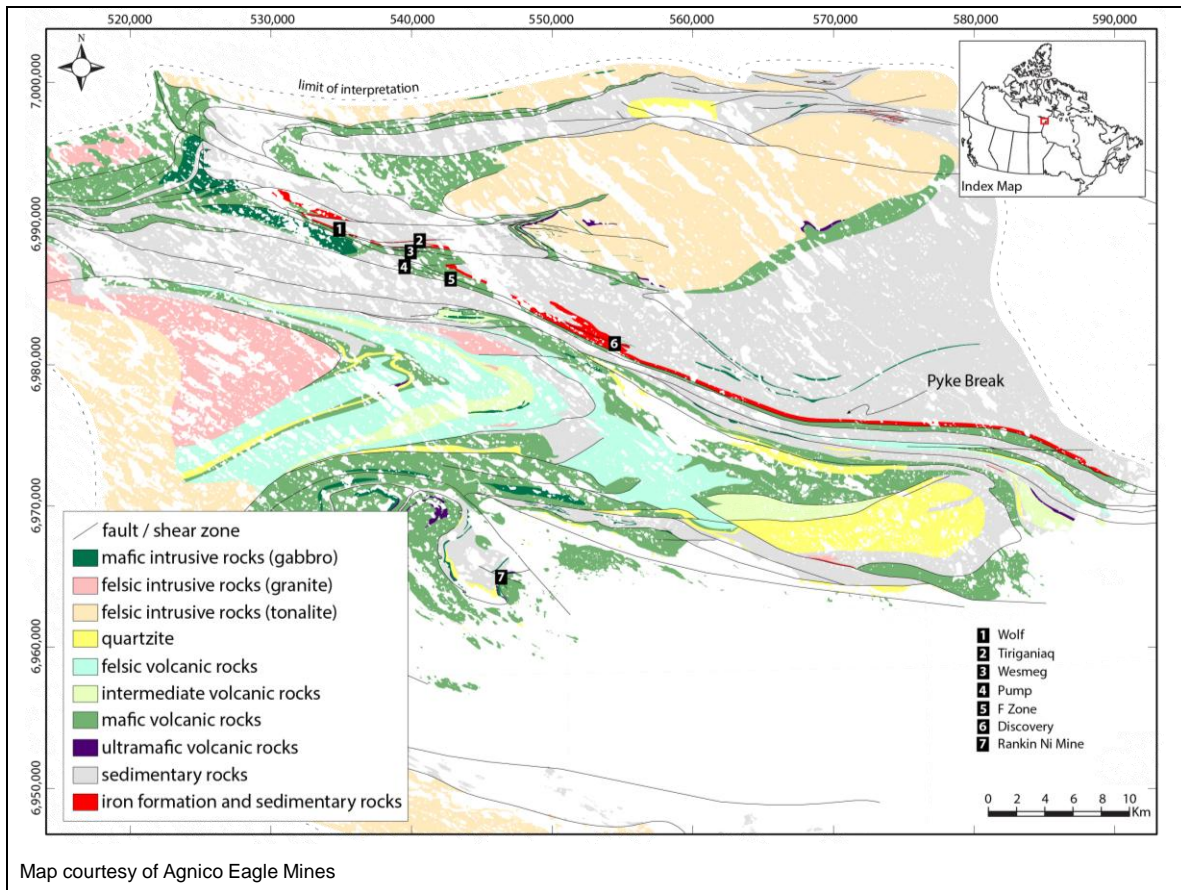 520,000 530,000 540,000 550,000 560,000 570,000 580,000 590,000
N
limit of interpretation
Index Map
7,000,000
6,990,000
6,980,000
6,970,000
6,960,000
6,950,000
1
2
3
4
5
6
7
Pyke Break
fault / shear zone
mafic intrusive rocks (gabbro)
felsic intrusive rocks (granite)
felsic intrusive rocks (tonalite)
quartzite
felsic volcanic rocks
intermediate volcanic rocks
mafic volcanic rocks
ultramafic volcanic rocks
sedimentary rocks
iron formation and sedimentary rocks
1 Wolf
2 Tiriganiaq
3 Wesmeg
4 Pump
5 F Zone
6 Discovery
7 Rankin Ni Mine
0 2 4 6 8 10
Km
Map courtesy of Agnico Eagle Mines